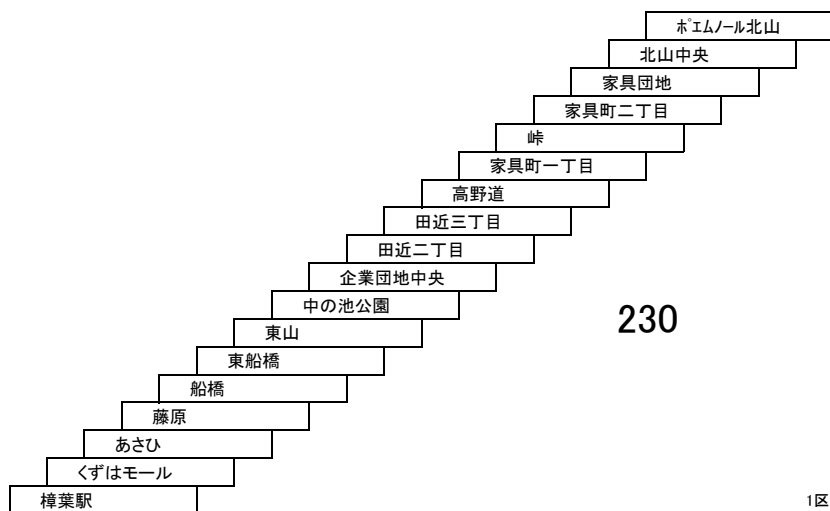 ﾎﾟエムノール北山
北山中央
家具団地
家具町二丁目
峠
家具町一丁目
高野道
田近三丁目
田近二丁目
企業団地中央
中の池公園
東山
230
東船橋
船橋
藤原
あさひ
くずはモール
樟葉駅
1区